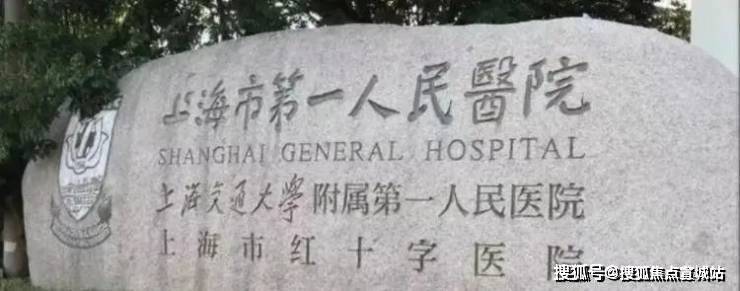 上海市第一人民醫院
SHANGHAI GENERAL HOSPITAL
上海交通大學附属第一人民医院
上海市红十字医院
搜狐号@搜狐焦点宣城站